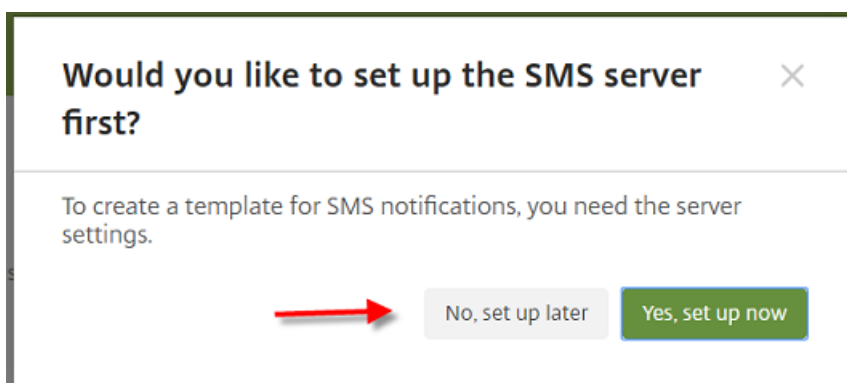 Would you like to set up the SMS server
first?
To create a template for SMS notifications, you need the server
settings.
No, set up later
Yes, set up now